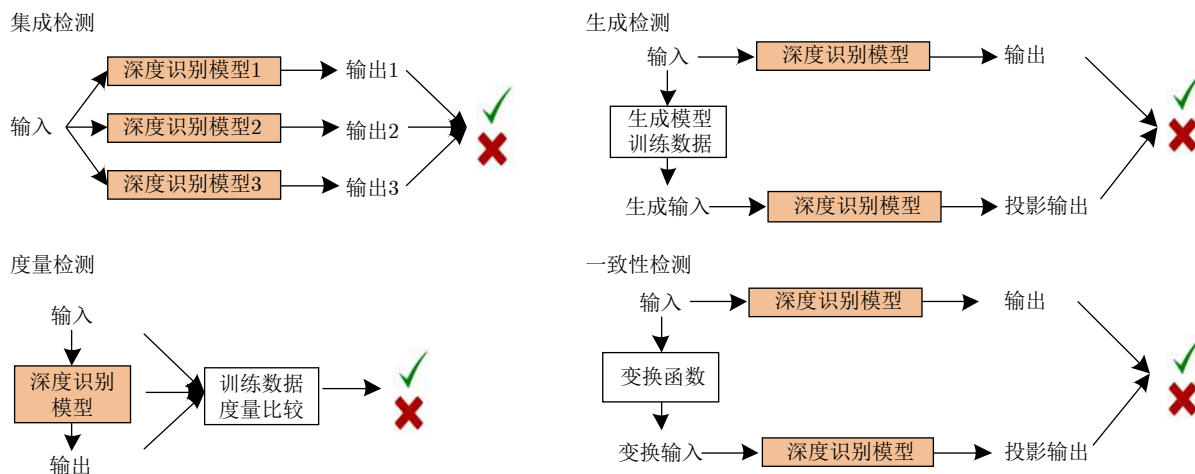 集成检测
深度识别模型1
输出1
输入
深度识别模型2
输出2
深度识别模型3
输出3
生成检测
输入
深度识别模型
输出
生成模型
训练数据
生成输入
深度识别模型
投影输出
度量检测
输入
深度识别
模型
输出
训练数据
度量比较
一致性检测
输入
深度识别模型
输出
变换函数
变换输入
深度识别模型
投影输出